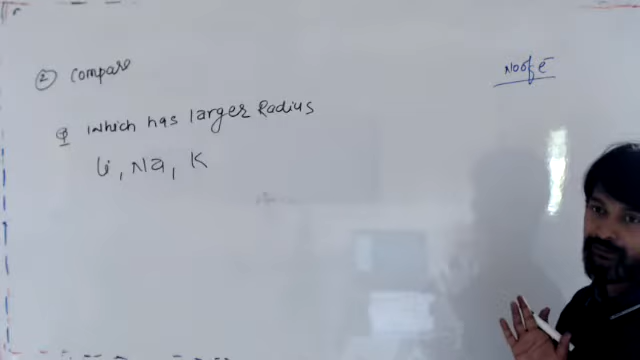 ② Compare
No of e⁻
Q Which has larger Radius
Li, Na, K